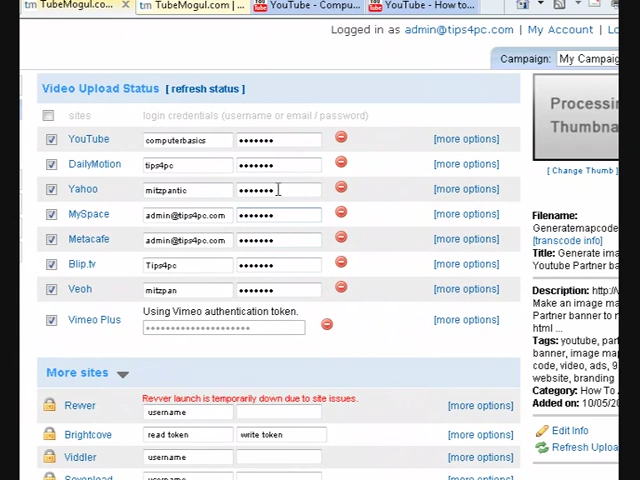 tm TubeMogul.co...
tm TubeMogul.com | ...
YouTube - Compu...
YouTube - How to...
Logged in as admin@tips4pc.com | My Account | Lo
Campaign: My Campaig
Video Upload Status [ refresh status ]
sites login credentials (username or email / password)
YouTube computerbasics ••••••• [more options]
DailyMotion tips4pc ••••••• [more options]
Yahoo mitzpantic ••••••• [more options]
MySpace admin@tips4pc.com ••••••• [more options]
Metacafe admin@tips4pc.com ••••••• [more options]
Blip.tv Tips4pc ••••••• [more options]
Veoh mitzpan ••••••• [more options]
Using Vimeo authentication token.
Vimeo Plus •••••••••••••••••••• [more options]
More sites
Revver launch is temporarily down due to site issues.
Revver username [more options]
Brightcove read token write token [more options]
Viddler username [more options]
username
Processin
Thumbna
[ Change Thumb ]
Filename:
Generatemapcode
[transcode info]
Title: Generate ima
Youtube Partner ba
Description: http://w
Make an image ma
Partner banner to m
html ...
Tags: youtube, part
banner, image map
code, video, ads, 9
website, branding
Category: How To
Added on: 10/05/20
Edit Info
Refresh Uploa